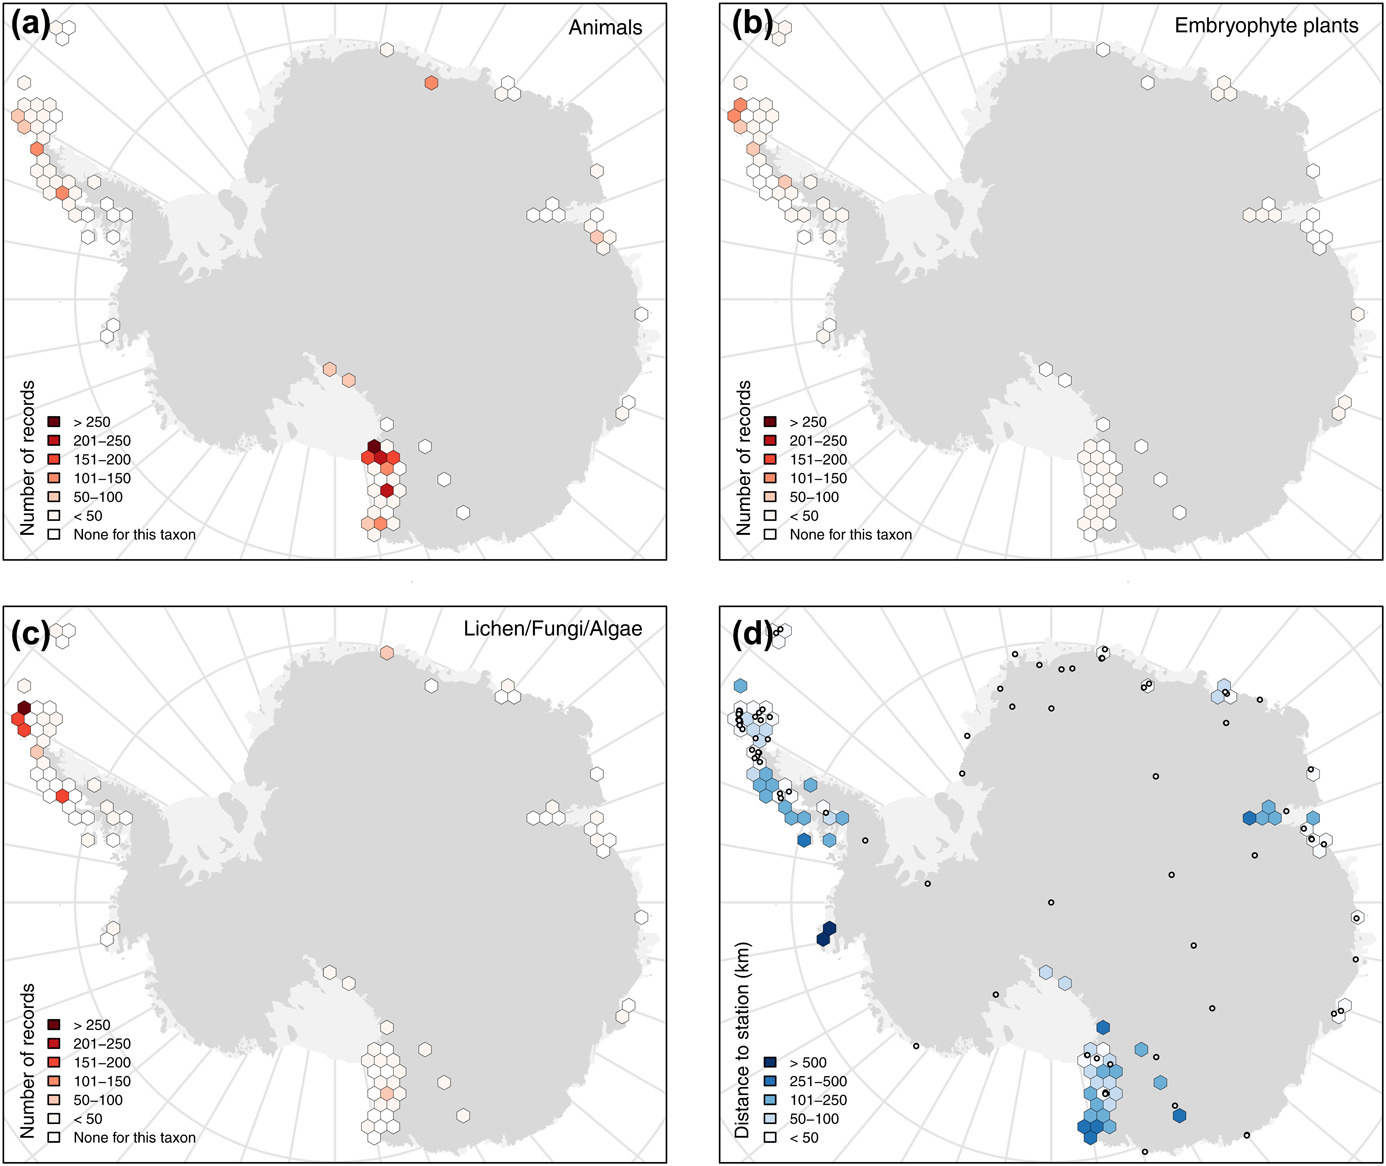 (a)
Animals
Number of records
> 250
201–250
151–200
101–150
50–100
< 50
None for this taxon
(b)
Embryophyte plants
Number of records
> 250
201–250
151–200
101–150
50–100
< 50
None for this taxon
(c)
Lichen/Fungi/Algae
Number of records
> 250
201–250
151–200
101–150
50–100
< 50
None for this taxon
(d)
Distance to station (km)
> 500
251–500
101–250
50–100
< 50